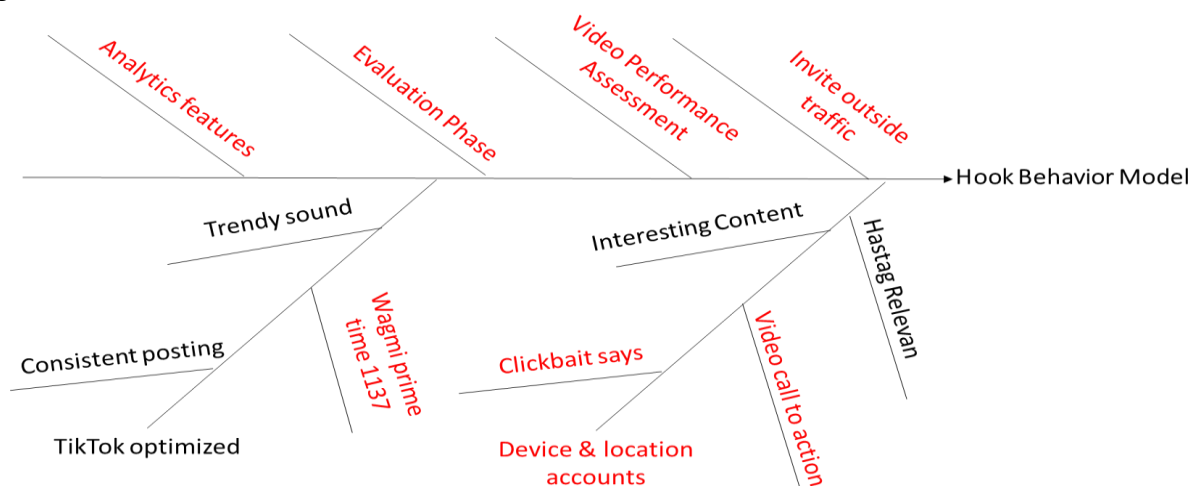 Analytics features
Evaluation Phase
Video Performance
Assessment
Invite outside
traffic
Hook Behavior Model
Trendy sound
Interesting Content
Hastag Relevan
Wagmi prime
time 1137
Consistent posting
Clickbait says
Video call to action
TikTok optimized
Device & location
accounts